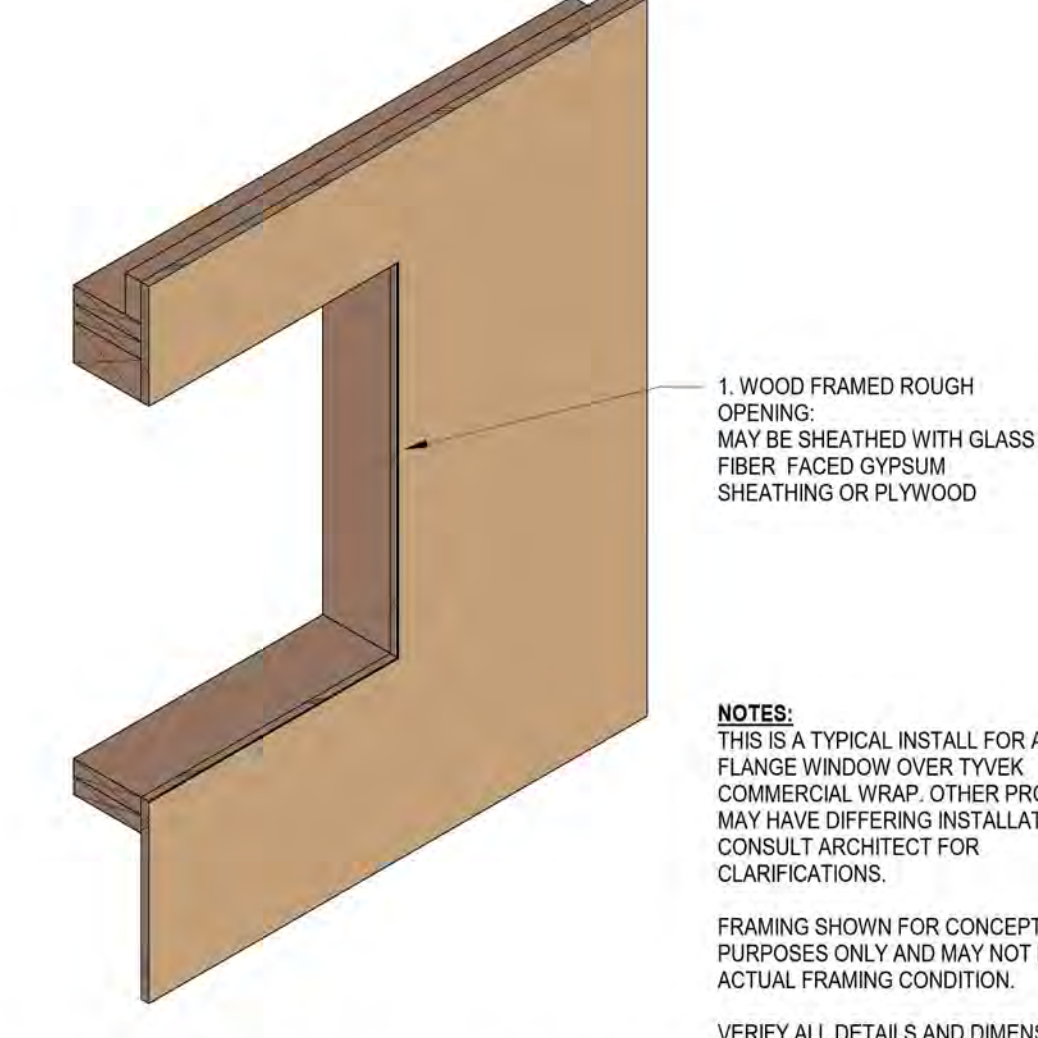 1. WOOD FRAMED ROUGH
OPENING:
MAY BE SHEATHED WITH GLASS
FIBER FACED GYPSUM
SHEATHING OR PLYWOOD
NOTES:
THIS IS A TYPICAL INSTALL FOR A
FLANGE WINDOW OVER TYVEK
COMMERCIAL WRAP. OTHER
MAY HAVE DIFFERING
CONSULT ARCHITECT FOR
CLARIFICATIONS.
FRAMING SHOWN FOR
PURPOSES ONLY AND MAY NOT
ACTUAL FRAMING CONDITION.
VERIFY ALL DETAILS AND